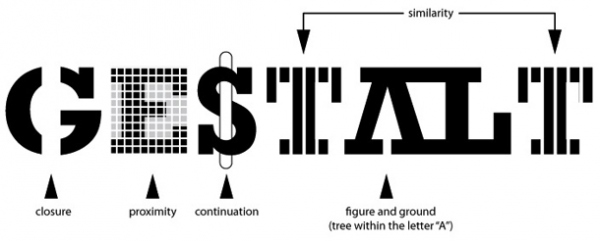 similarity
GESTALT
closure
proximity
continuation
figure and ground
(tree within the letter “A”)